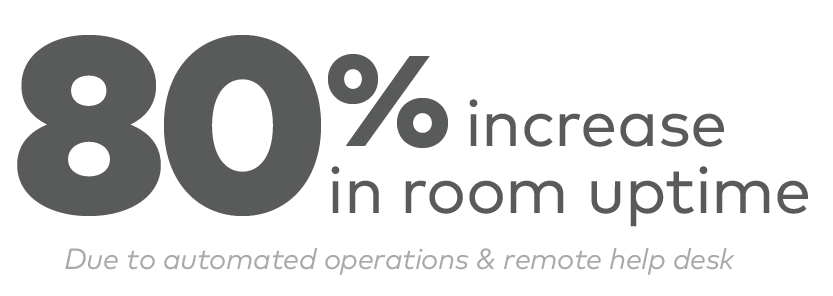 80% increase
in room uptime
Due to automated operations & remote help desk